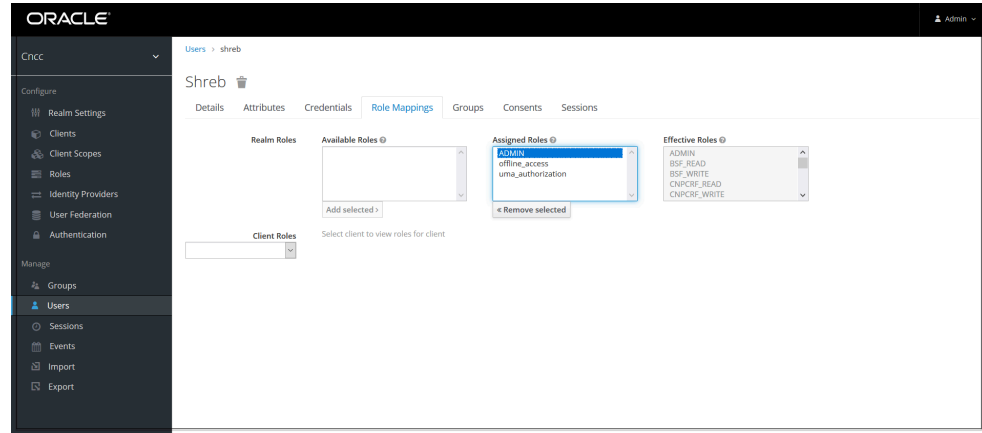 ORACLE
Admin
Cncc
Users > shreb
Configure
Shreb
Realm Settings
Clients
Client Scopes
Roles
Identity Providers
User Federation
Authentication
Manage
Groups
Users
Sessions
Events
Import
Export
Details Attributes Credentials Role Mappings Groups Consents Sessions
Realm Roles
Available Roles
Add selected >
Assigned Roles
ADMIN
offline_access
uma_authorization
« Remove selected
Effective Roles
ADMIN
BSF_READ
BSF_WRITE
CNPCRF_READ
CNPCRF_WRITE
Client Roles
Select client to view roles for client